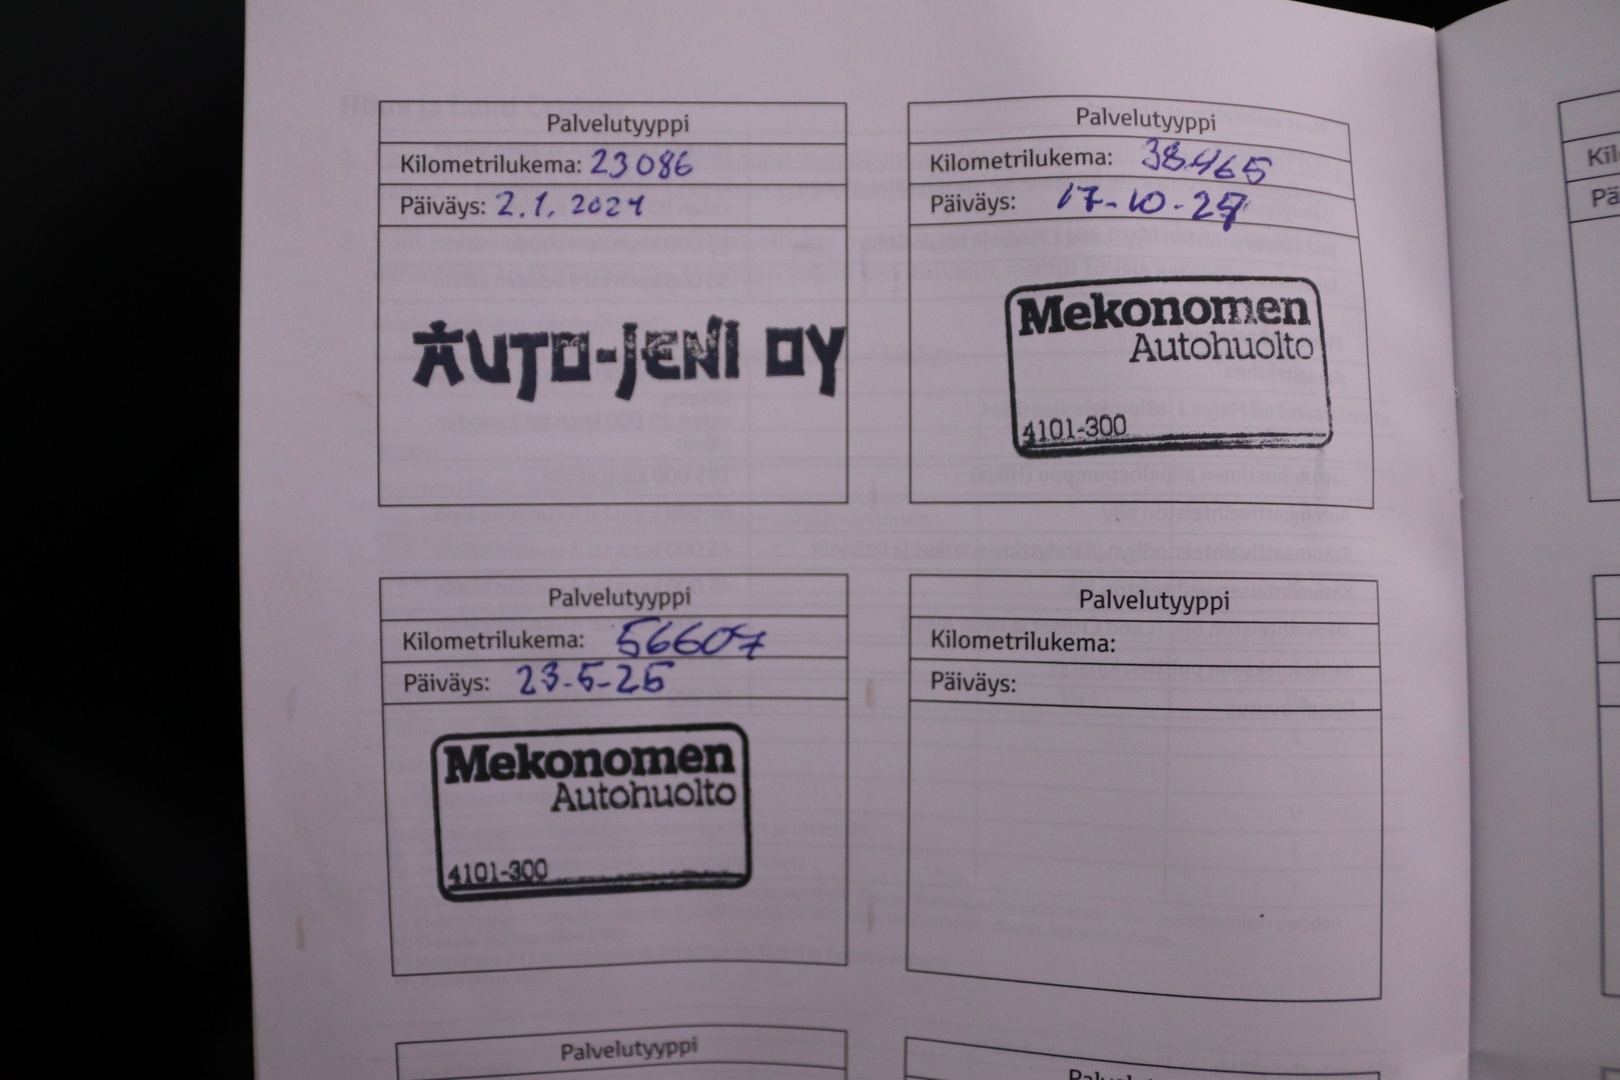 Palvelutyyppi
Kilometrilukema: 23086
Päiväys: 2.1.2024
AUTO-JENI OY
Palvelutyyppi
Kilometrilukema: 38465
Päiväys: 17-10-24
Mekonomen
Autohuolto
4101-300
Palvelutyyppi
Kilometrilukema: 56607
Päiväys: 23-5-25
Mekonomen
Autohuolto
4101-300
Palvelutyyppi
Kilometrilukema:
Päiväys:
Palvelutyyppi